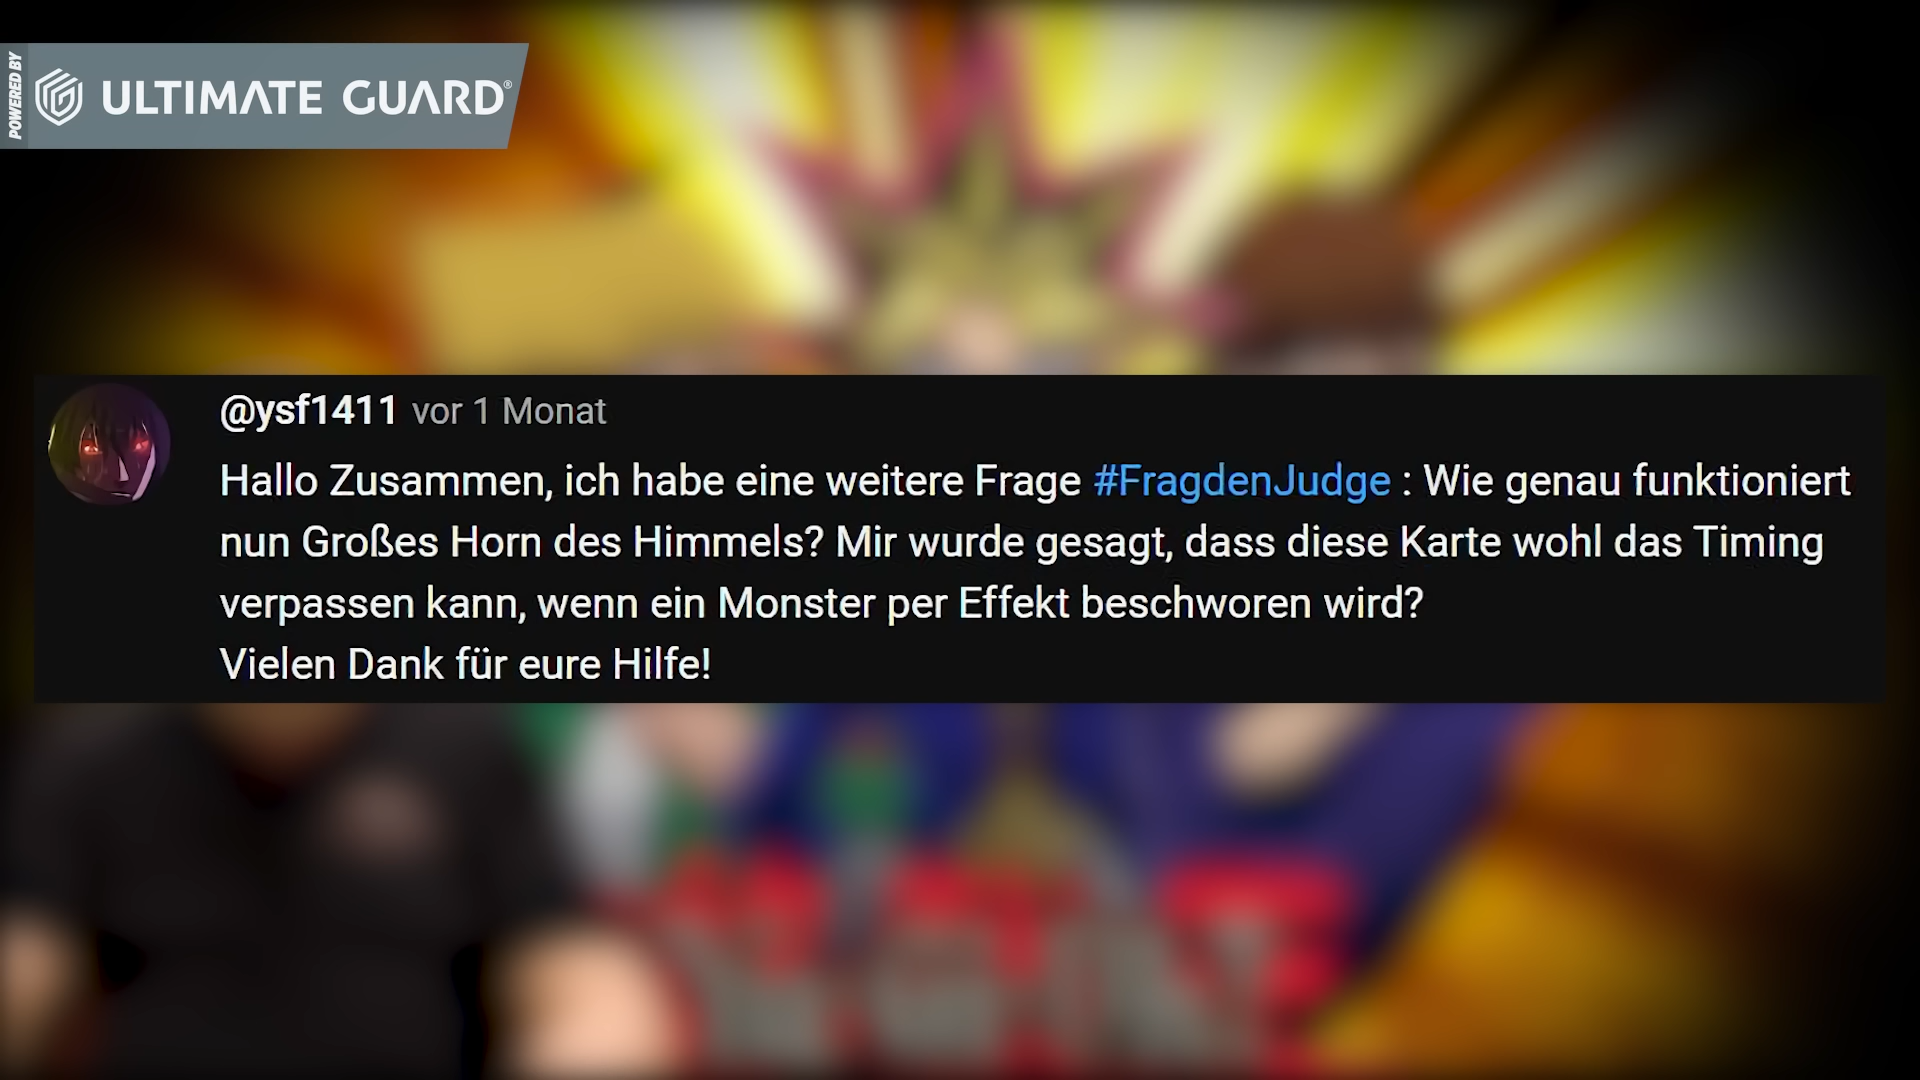 POWERED BY
ULTIMATE GUARD®
@ysf1411 vor 1 Monat
Hallo Zusammen, ich habe eine weitere Frage #FragdenJudge : Wie genau funktioniert
nun Großes Horn des Himmels? Mir wurde gesagt, dass diese Karte wohl das Timing
verpassen kann, wenn ein Monster per Effekt beschworen wird?
Vielen Dank für eure Hilfe!